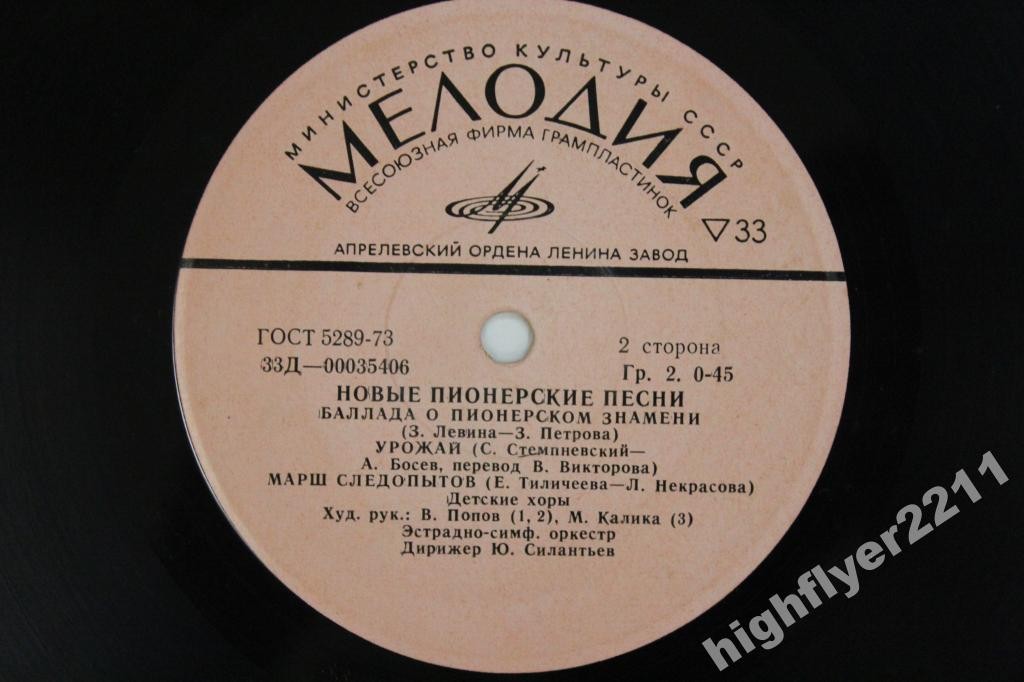 МИНИСТЕРСТВО КУЛЬТУРЫ СССР
МЕЛОДИЯ
ВСЕСОЮЗНАЯ ФИРМА ГРАМПЛАСТИНОК
▽33
АПРЕЛЕВСКИЙ ОРДЕНА ЛЕНИНА ЗАВОД
ГОСТ 5289-73
2 сторона
33Д—00035406
Гр. 2. 0-45
НОВЫЕ ПИОНЕРСКИЕ ПЕСНИ
БАЛЛАДА О ПИОНЕРСКОМ ЗНАМЕНИ
(З. Левина—З. Петрова)
УРОЖАЙ (С. Стемпневский—
А. Босев, перевод В. Викторова)
МАРШ СЛЕДОПЫТОВ (Е. Тиличеева—Л. Некрасова)
Детские хоры
Худ. рук.: В. Попов (1, 2), М. Калика (3)
Эстрадно-симф. оркестр
Дирижер Ю. Силантьев
highflyer2211